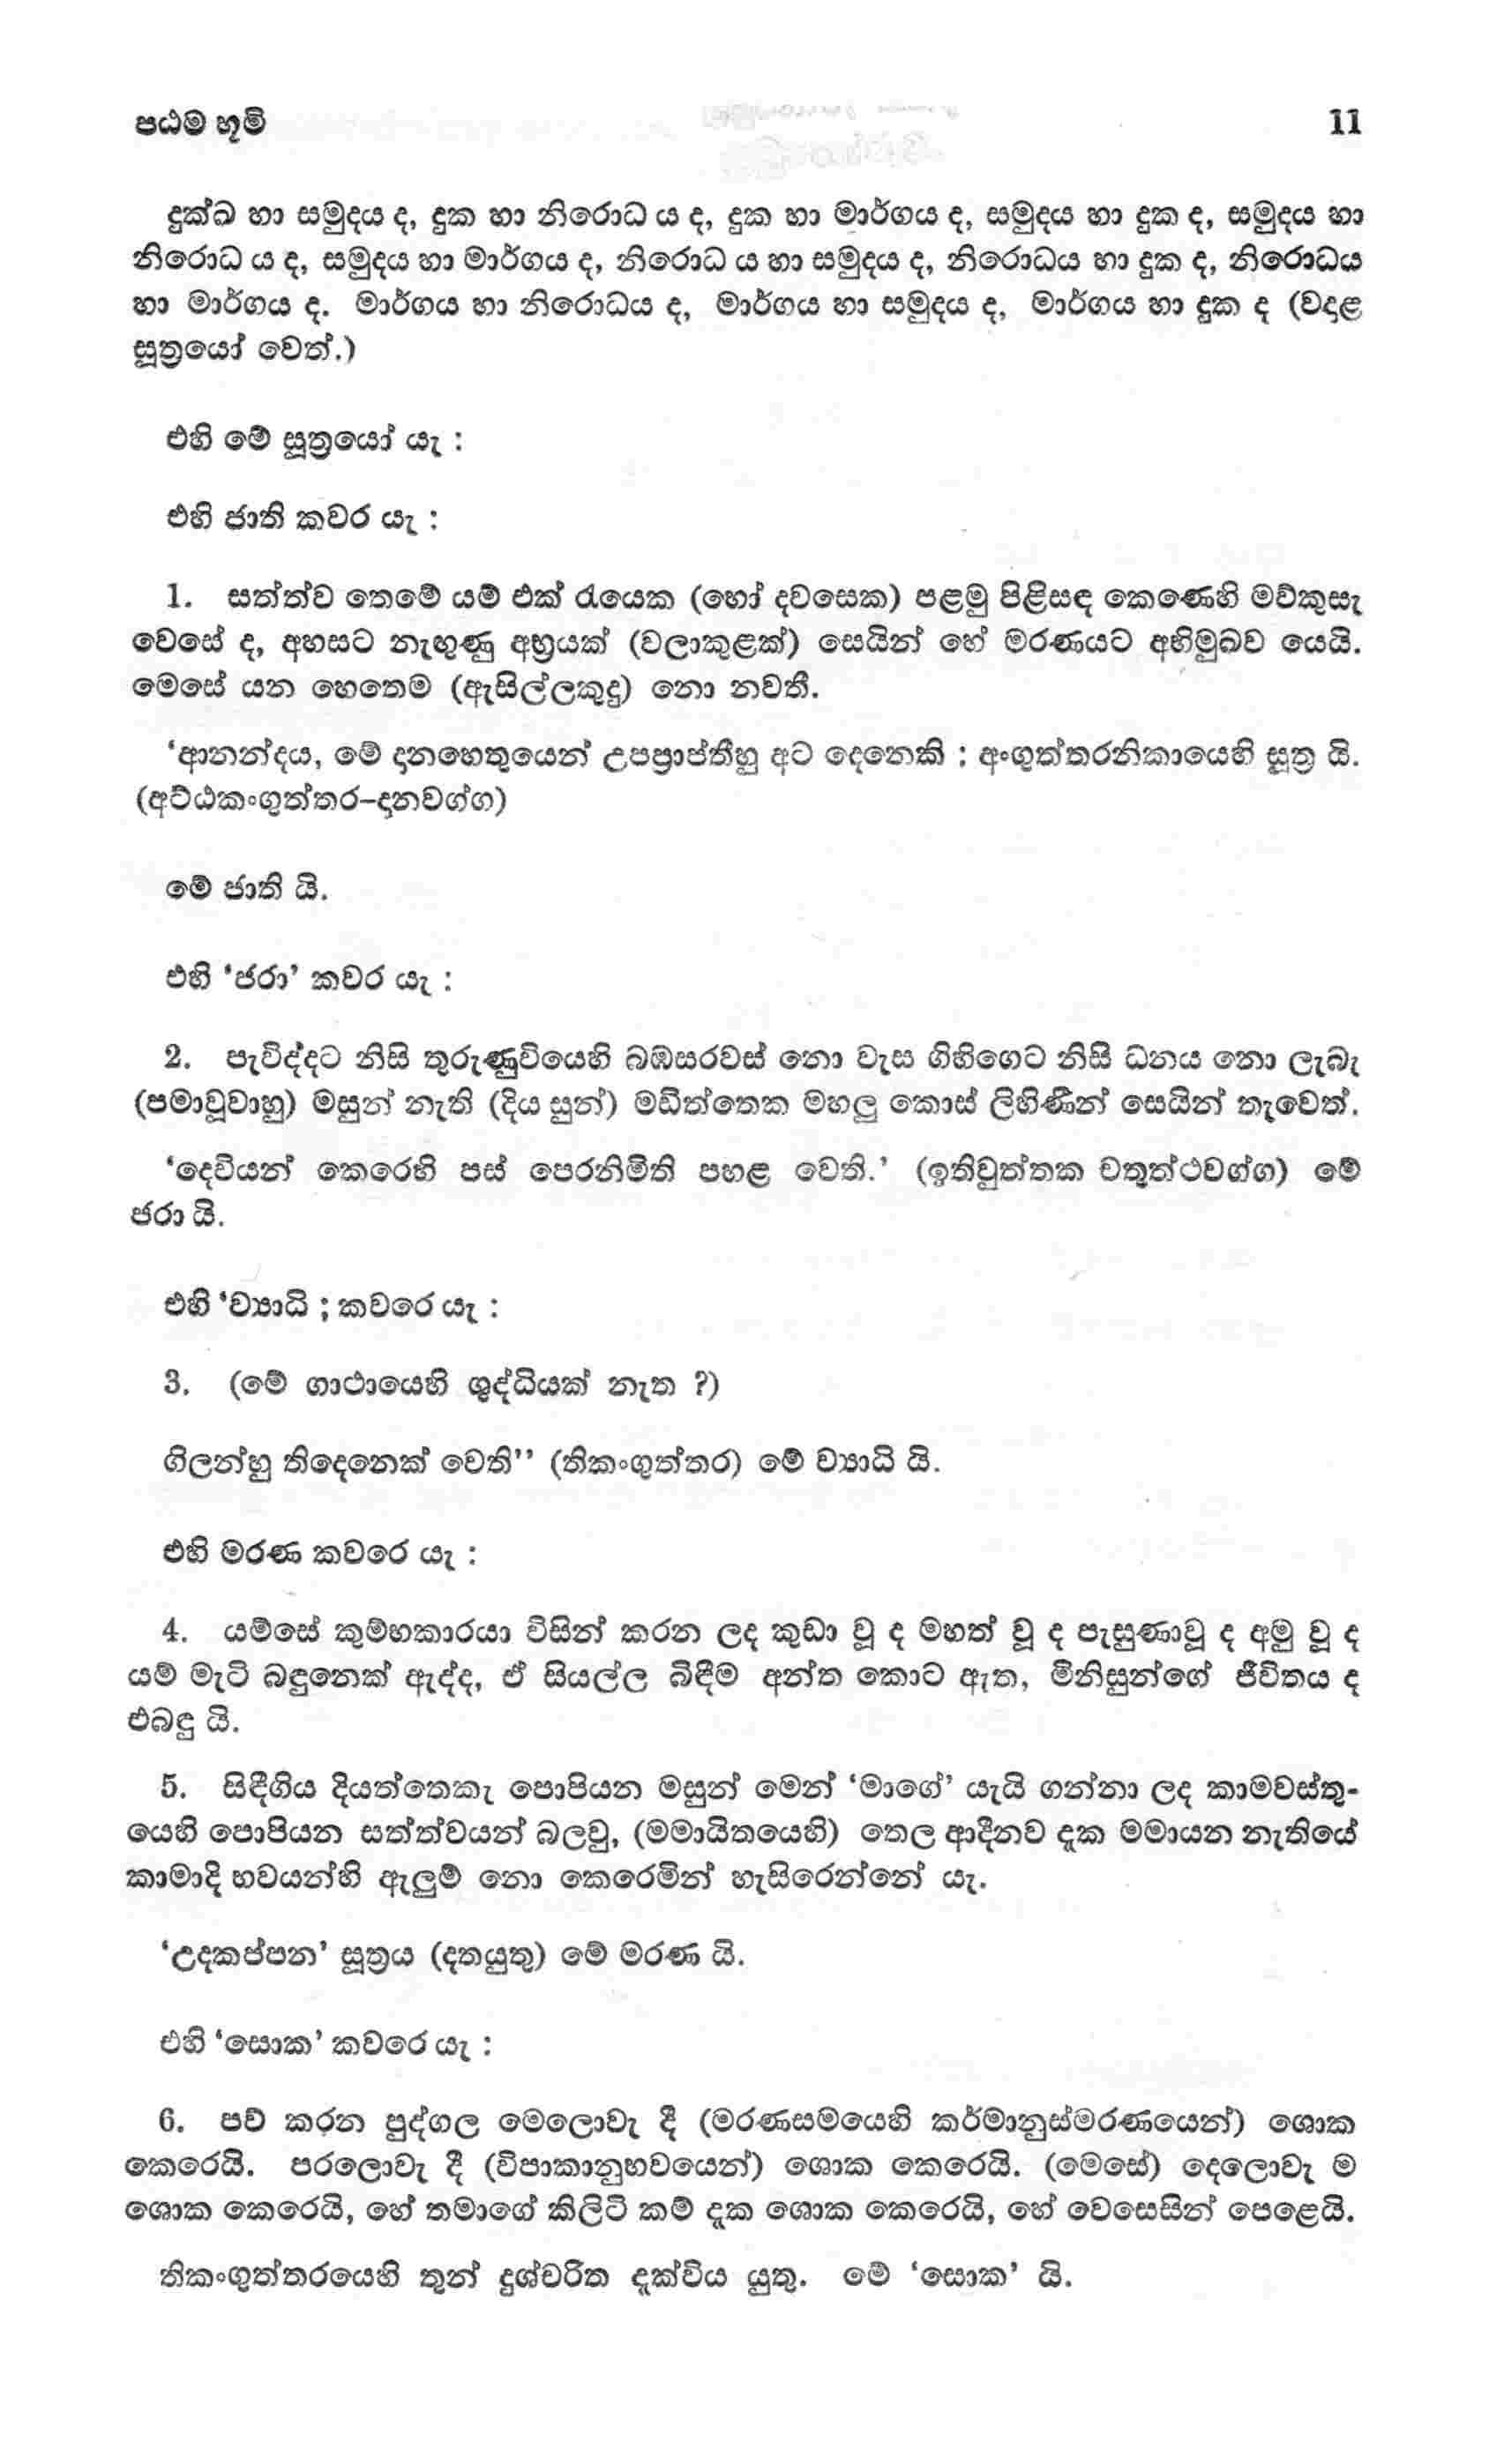 පඨම භූමි 11
දුක්ඛ හා සමුදය ද, දුක හා නිරොධ ය ද, දුක හා මාර්ගය ද, සමුදය හා දුක ද, සමුදය හා
නිරොධ ය ද, සමුදය හා මාර්ගය ද, නිරොධ ය හා සමුදය ද, නිරොධය හා දුක ද, නිරොධය
හා මාර්ගය ද. මාර්ගය හා නිරොධය ද, මාර්ගය හා සමුදය ද, මාර්ගය හා දුක ද (වදාළ
සූත්‍රයෝ වෙත්.)
එහි මේ සූත්‍රයෝ යැ :
එහි ජාති කවර යැ :
1. සත්ත්ව තෙමේ යම් එක් රැයෙක (හෝ දවසෙක) පළමු පිළිසඳ කෙණෙහි මව්කුසැ
වෙසේ ද, අහසට නැඟුණු අභ්‍රයක් (වලාකුළක්) සෙයින් හේ මරණයට අභිමුඛව යෙයි.
මෙසේ යන හෙතෙම (ඇසිල්ලකුදු) නො නවතී.
‘ආනන්දය, මේ දානහෙතුයෙන් උපප්‍රාප්තීහු අට දෙනෙකි ; අංගුත්තරනිකායෙහි සූත්‍ර යි.
(අට්ඨකංගුත්තර–දානවග්ග)
මේ ජාති යි.
එහි ‘ජරා’ කවර යැ :
2. පැවිද්දට නිසි තුරුණුවියෙහි බඹසරවස් නො වැස ගිහිගෙට නිසි ධනය නො ලැබැ
(පමාවූවාහු) මසුන් නැති (දිය සුන්) මඩිත්තෙක මහලු කොස් ලිහිණීන් සෙයින් තැවෙත්.
‘දෙවියන් කෙරෙහි පස් පෙරනිමිති පහළ වෙති.’ (ඉතිවුත්තක චතුත්ථවග්ග) මේ
ජරා යි.
එහි ‘ව්‍යාධි ; කවරෙ යැ :
3. (මේ ගාථායෙහි ශුද්ධියක් නැත ?)
ගිලන්හු තිදෙනෙක් වෙති’’ (තිකංගුත්තර) මේ ව්‍යාධි යි.
එහි මරණ කවරෙ යැ :
4. යම්සේ කුම්භකාරයා විසින් කරන ලද කුඩා වූ ද මහත් වූ ද පැසුණාවූ ද අමු වූ ද
යම් මැටි බඳුනෙක් ඇද්ද, ඒ සියල්ල බිඳීම අන්ත කොට ඇත, මිනිසුන්ගේ ජීවිතය ද
එබඳු යි.
5. සිඳීගිය දියත්තෙකැ පොපියන මසුන් මෙන් ‘මාගේ’ යැයි ගන්නා ලද කාමවස්තු-
යෙහි පොපියන සත්ත්වයන් බලවු, (මමායිතයෙහි) තෙල ආදීනව දැක මමායන නැතියේ
කාමාදි භවයන්හි ඇලුම් නො කෙරෙමින් හැසිරෙන්නේ යැ.
‘උදකප්පන’ සූත්‍රය (දතයුතු) මේ මරණ යි.
එහි ‘සොක’ කවරෙ යැ :
6. පව් කරන පුද්ගල මෙලොවැ දී (මරණසමයෙහි කර්මානුස්මරණයෙන්) ශොක
කෙරෙයි. පරලොවැ දී (විපාකානුභවයෙන්) ශොක කෙරෙයි. (මෙසේ) දෙලොවැ ම
ශොක කෙරෙයි, හේ තමාගේ කිලිටි කම් දැක ශොක කෙරෙයි, හේ වෙසෙසින් පෙළෙයි.
තිකංගුත්තරයෙහි තුන් දුශ්චරිත දැක්විය යුතු. මේ ‘සොක’ යි.